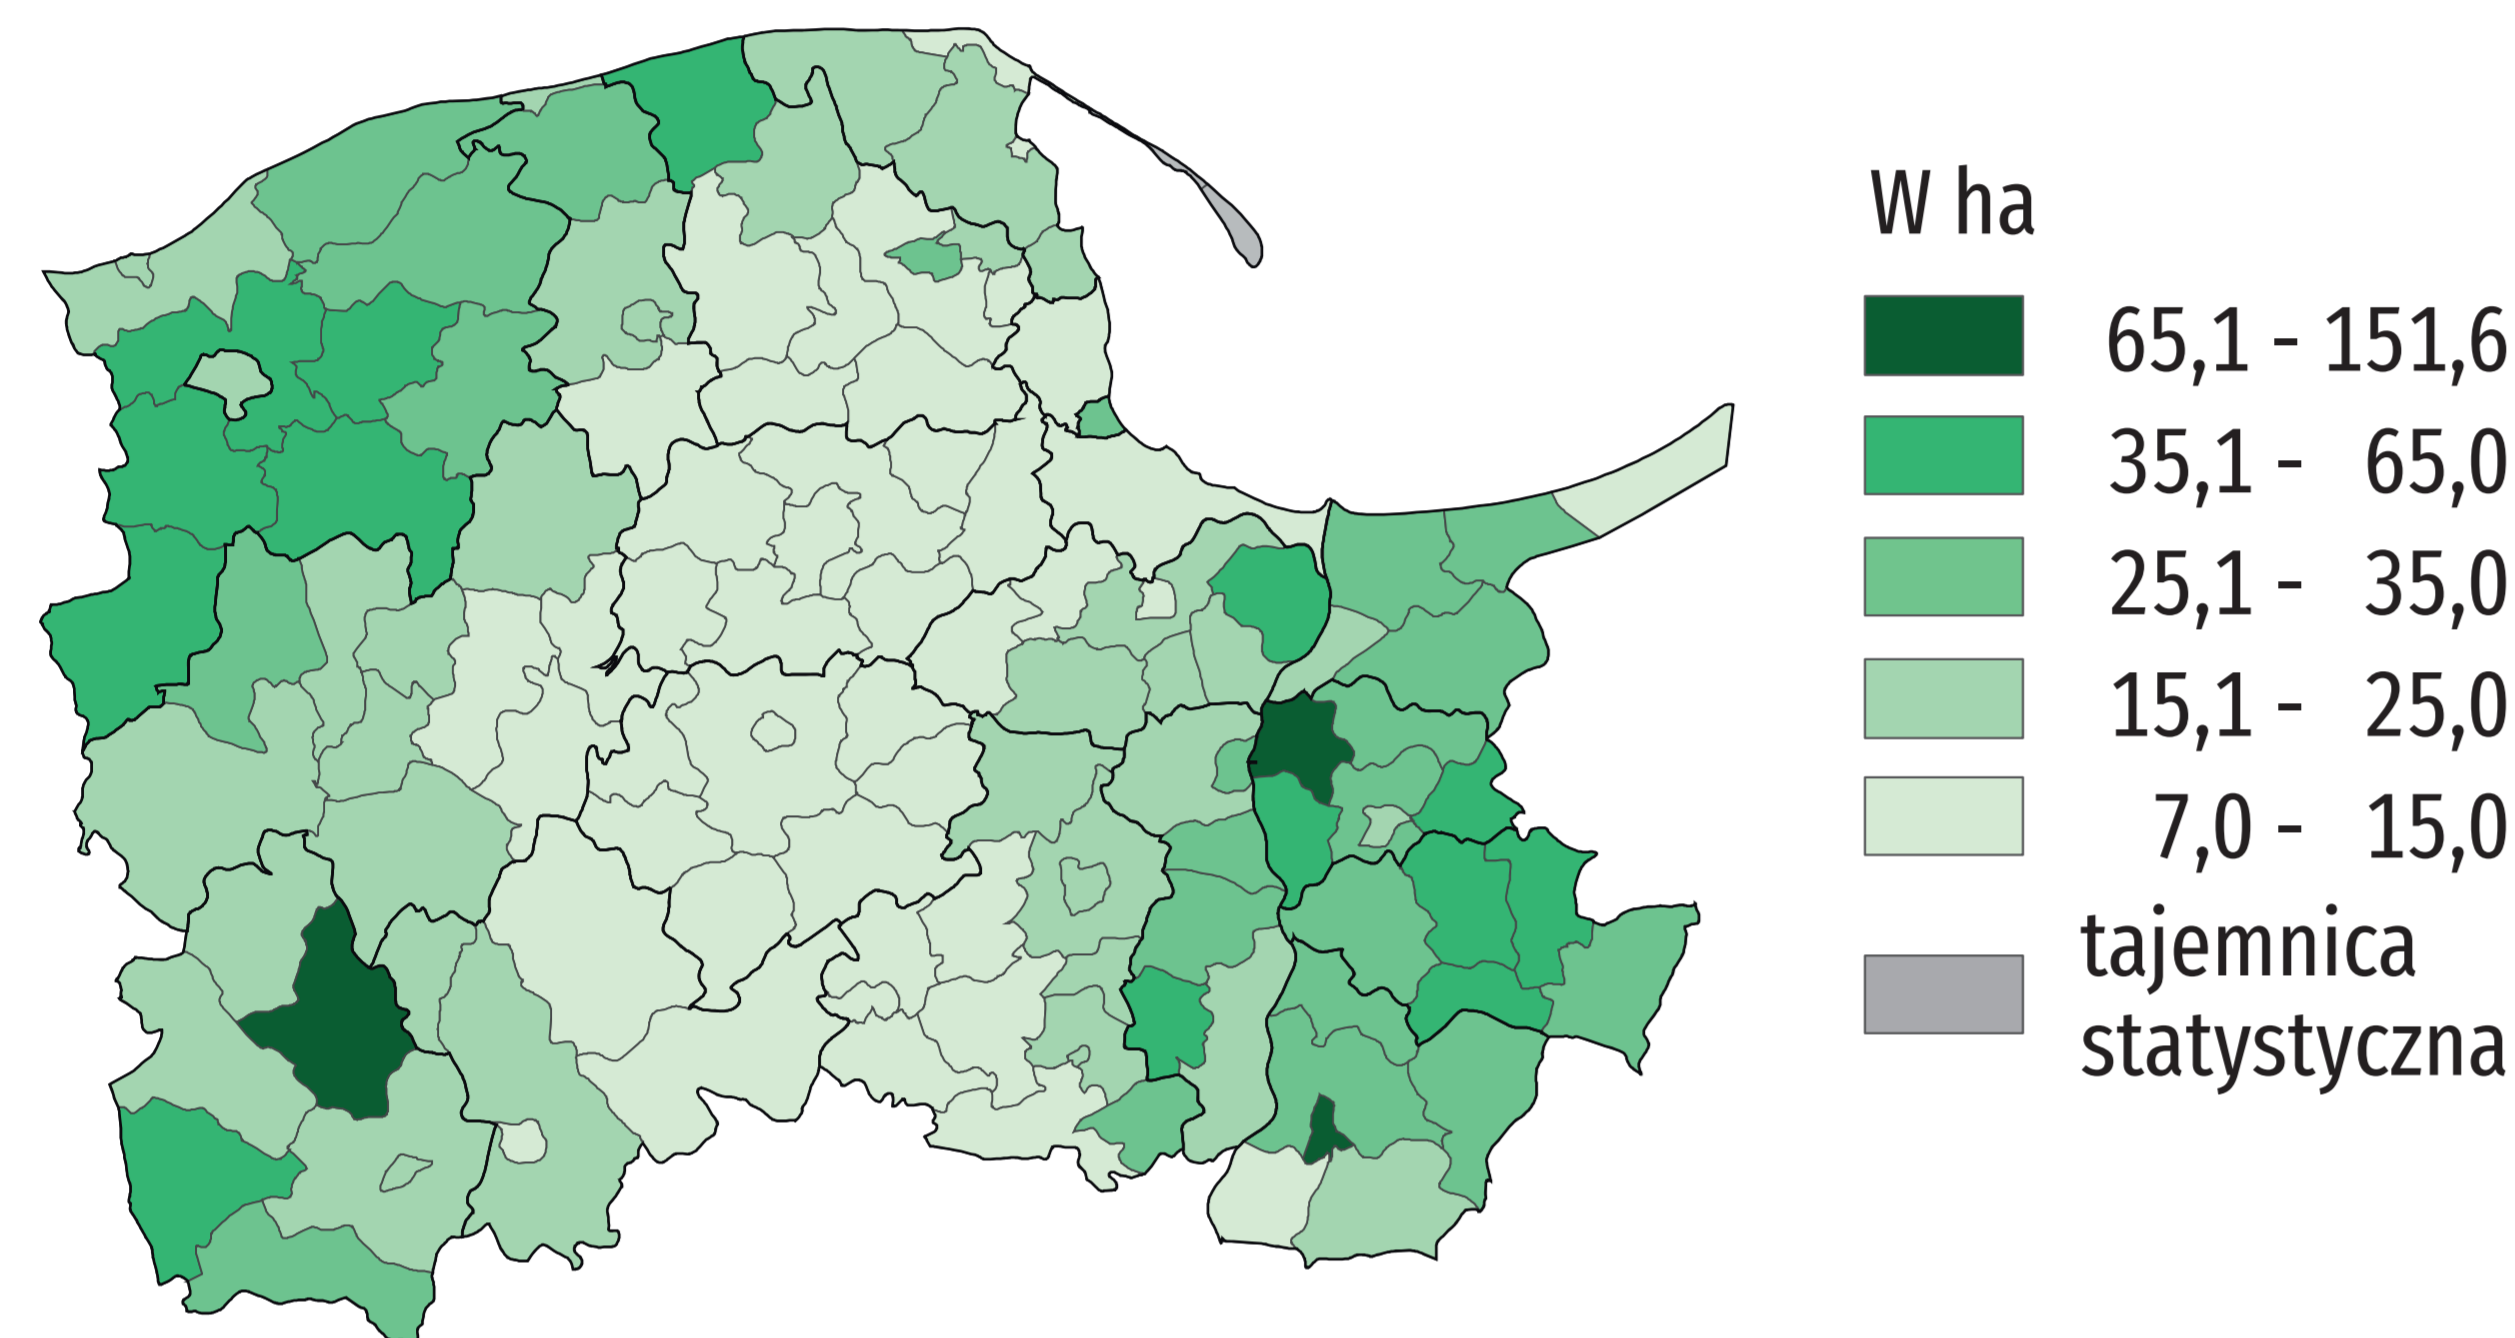 W ha
65,1 - 151,6
35,1 - 65,0
25,1 - 35,0
15,1 - 25,0
7,0 - 15,0
tajemnica
statystyczna